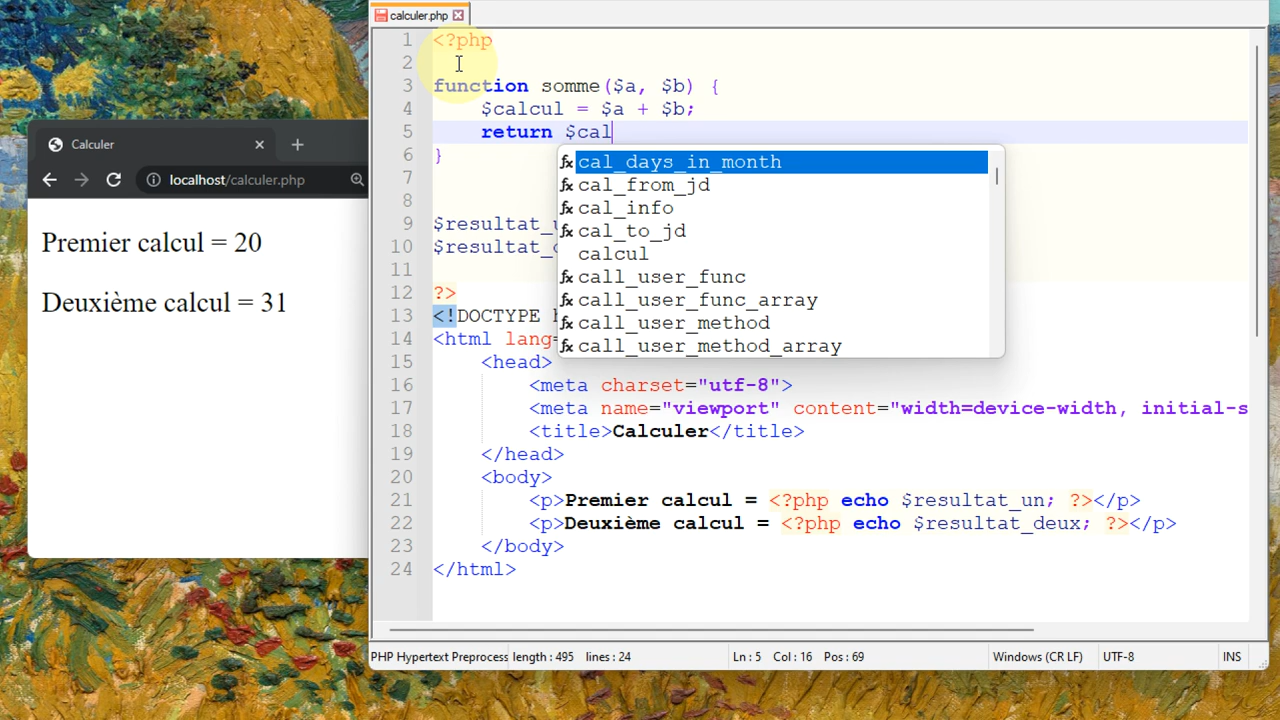 calculer.php
1 <?php
2
3 function somme($a, $b) {
4 $calcul = $a + $b;
5 return $cal
6 }
7
8
9 $resultat_
10 $resultat_
11
12 ?>
13 <!DOCTYPE
14 <html lang=
15 <head>
16 <meta charset="utf-8">
17 <meta name="viewport" content="width=device-width, initial-s
18 <title>Calculer</title>
19 </head>
20 <body>
21 <p>Premier calcul = <?php echo $resultat_un; ?></p>
22 <p>Deuxième calcul = <?php echo $resultat_deux; ?></p>
23 </body>
24 </html>
cal_days_in_month
cal_from_jd
cal_info
cal_to_jd
calcul
call_user_func
call_user_func_array
call_user_method
call_user_method_array
PHP Hypertext Preprocess length : 495 lines : 24 Ln : 5 Col : 16 Pos : 69 Windows (CR LF) UTF-8 INS
Calculer
localhost/calculer.php
Premier calcul = 20
Deuxième calcul = 31